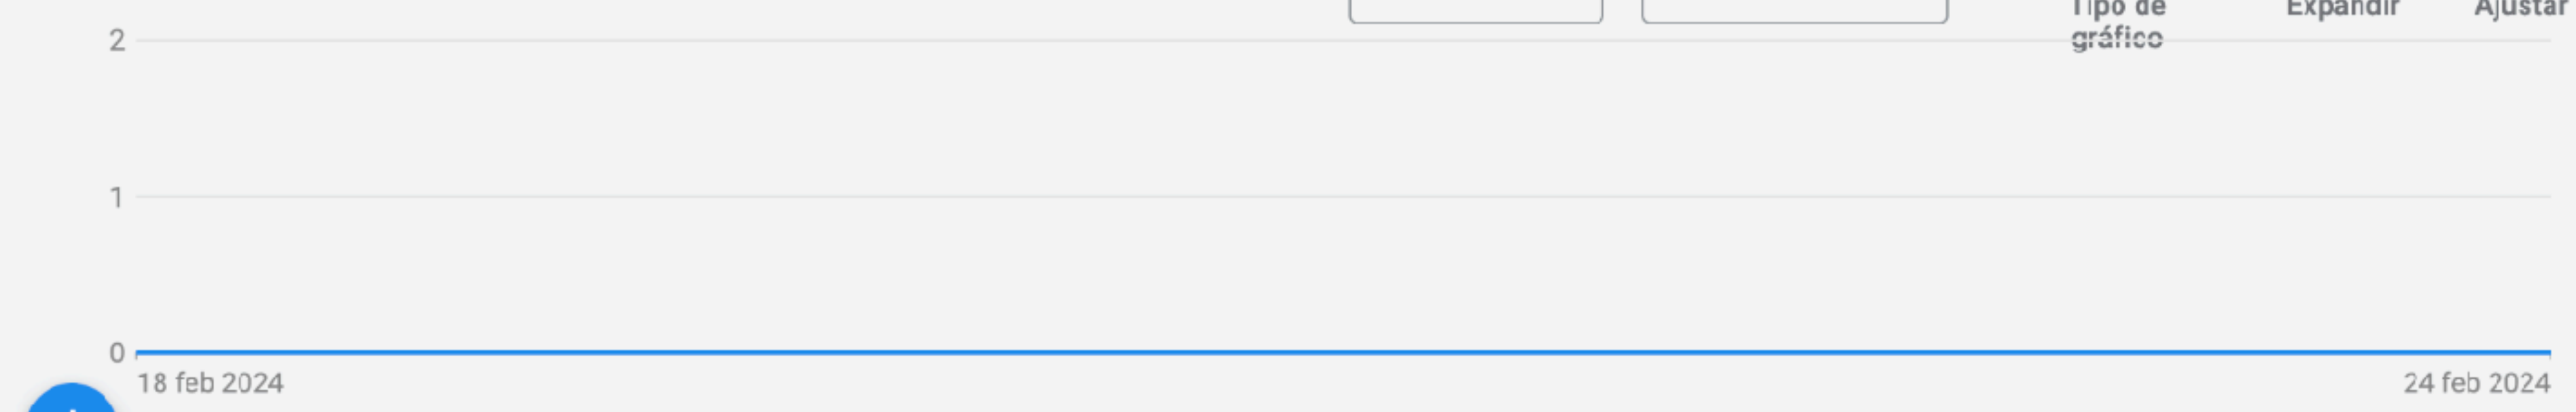 Tipo de
gráfico
Expandir
Ajustar
2
1
0
18 feb 2024
24 feb 2024